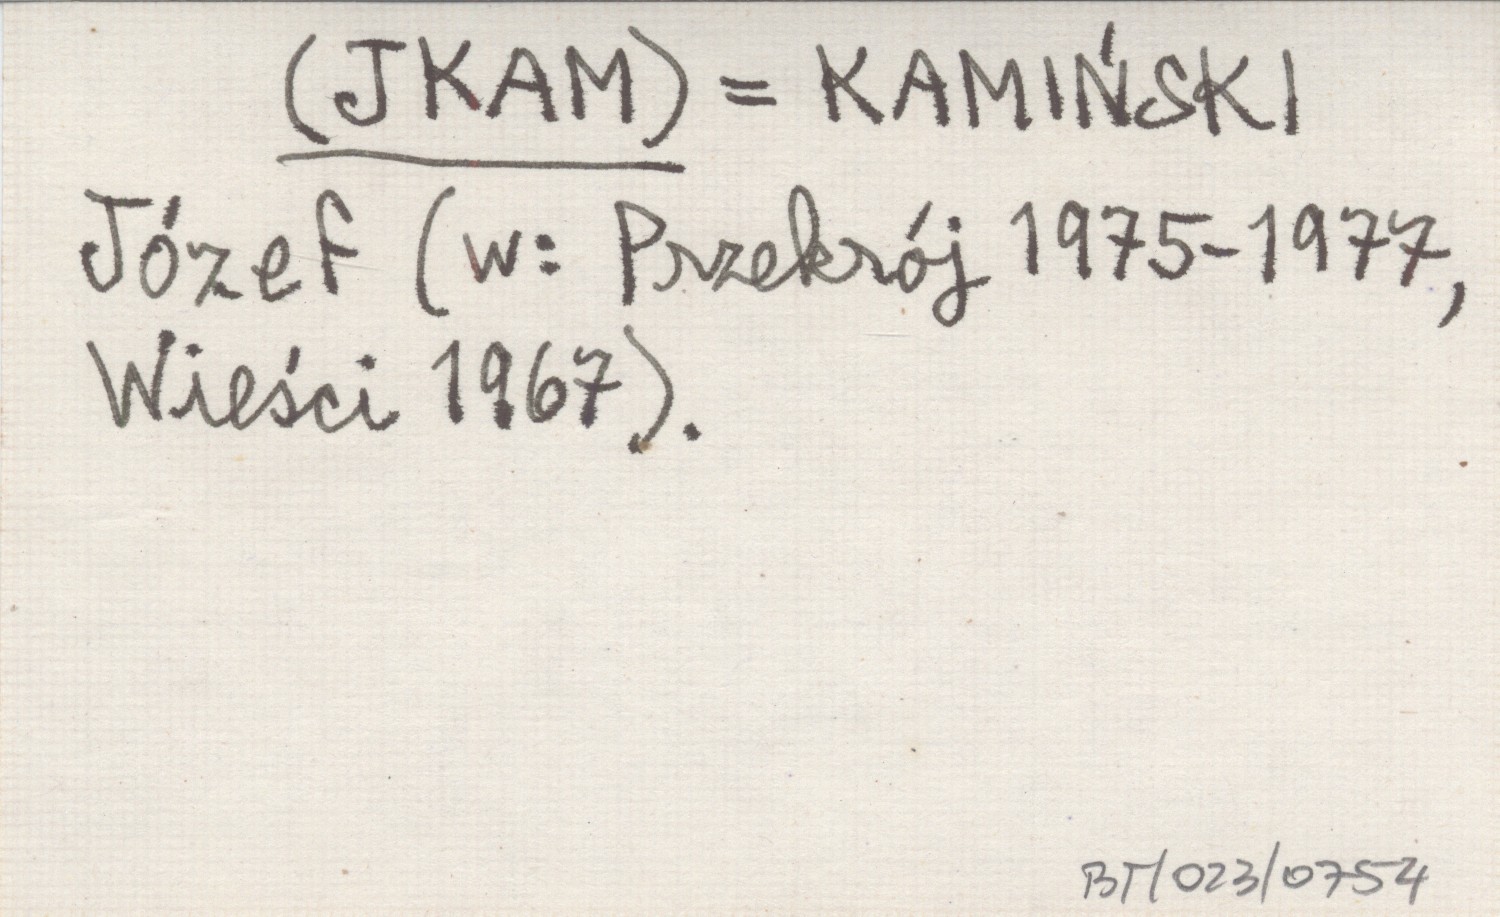 (JKAM) = KAMIŃSKI
Józef (w: Przekrój 1975-1977,
Wieści 1967).
BT/023/0754